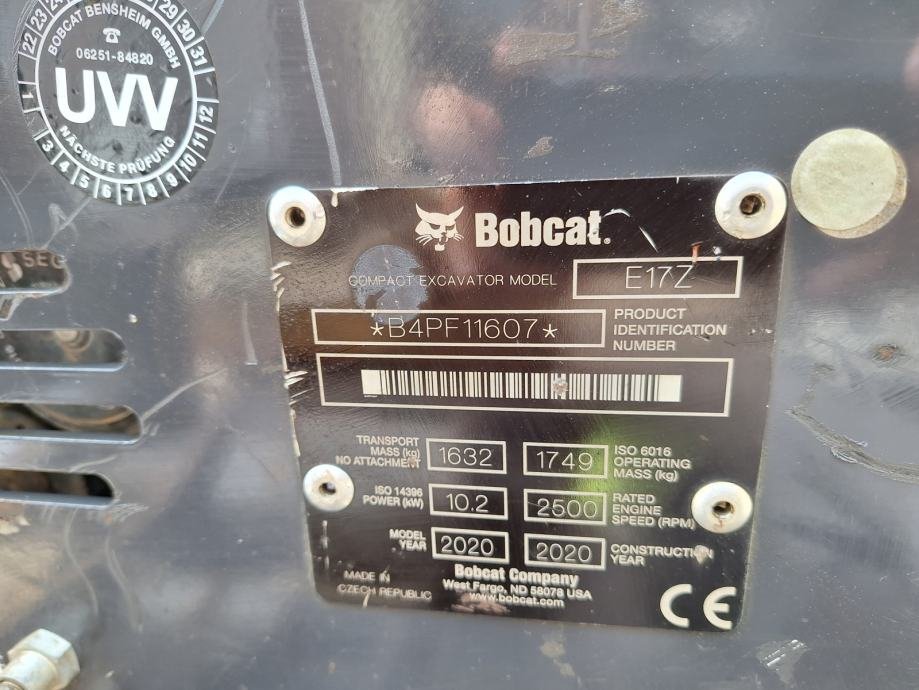 22 23 24 29 30 31
BOBCAT BENSHEIM GMBH
06251-84820
UVV
NÄCHSTE PRÜFUNG
1 3 4 5 6 7 8 9 10 11 12
SEG
Bobcat.
COMPACT EXCAVATOR MODEL E17Z
*B4PF11607* PRODUCT
IDENTIFICATION
NUMBER
TRANSPORT
MASS (kg)
NO ATTACHMENT 1632 1749 ISO 6016
OPERATING
MASS (kg)
ISO 14396
POWER (kW) 10.2 2500 RATED
ENGINE
SPEED (RPM)
MODEL
YEAR 2020 2020 CONSTRUCTION
YEAR
MADE IN
CZECH REPUBLIC
Bobcat Company
West Fargo, ND 58078 USA
www.bobcat.com
CE